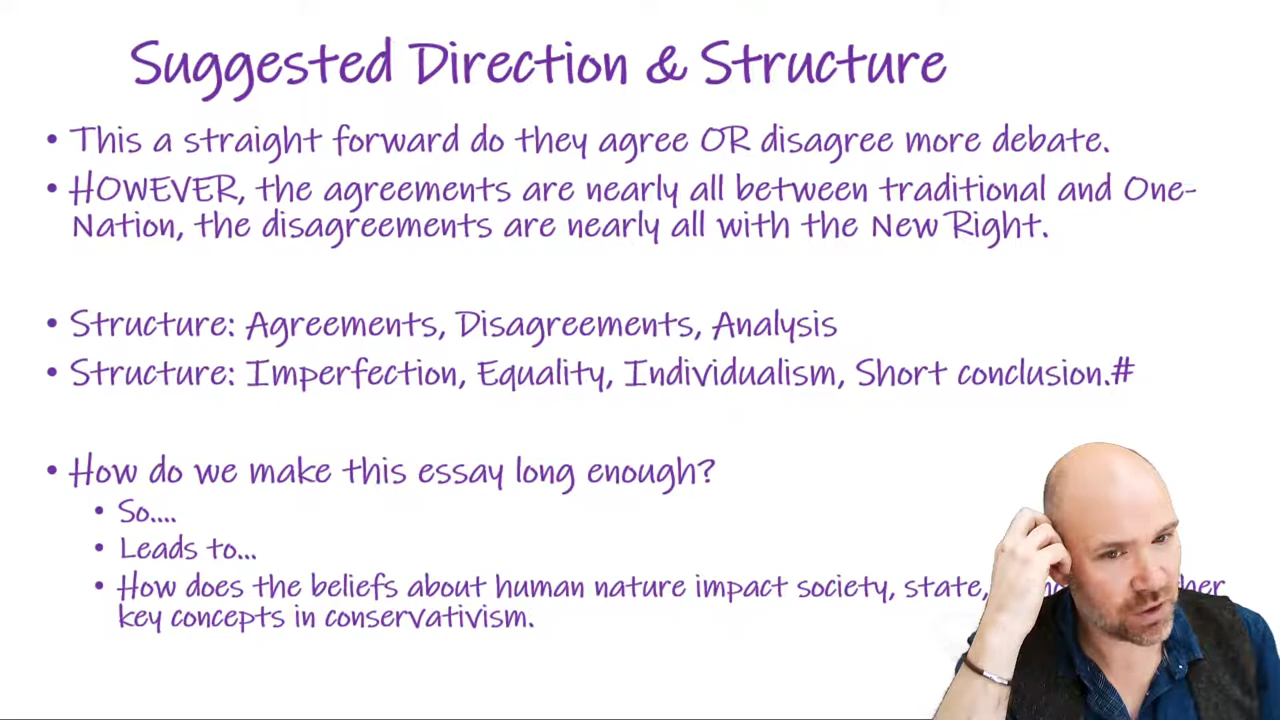 Suggested Direction & Structure
• This a straight forward do they agree OR disagree more debate.
• HOWEVER, the agreements are nearly all between traditional and One-
Nation, the disagreements are nearly all with the New Right.
• Structure: Agreements, Disagreements, Analysis
• Structure: Imperfection, Equality, Individualism, Short conclusion.#
• How do we make this essay long enough?
• So....
• Leads to...
• How does the beliefs about human nature impact society, state,
key concepts in conservativism.